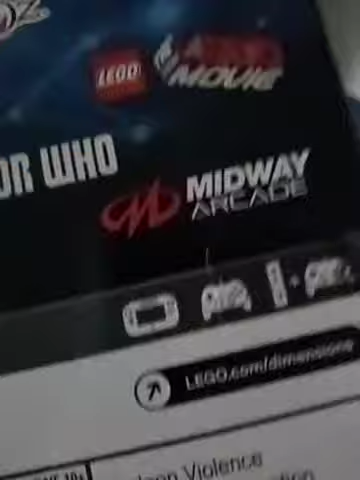 LEGO
MOVIE
OR WHO
MIDWAY
ARCADE
LEGO.com/dimensions
Violence